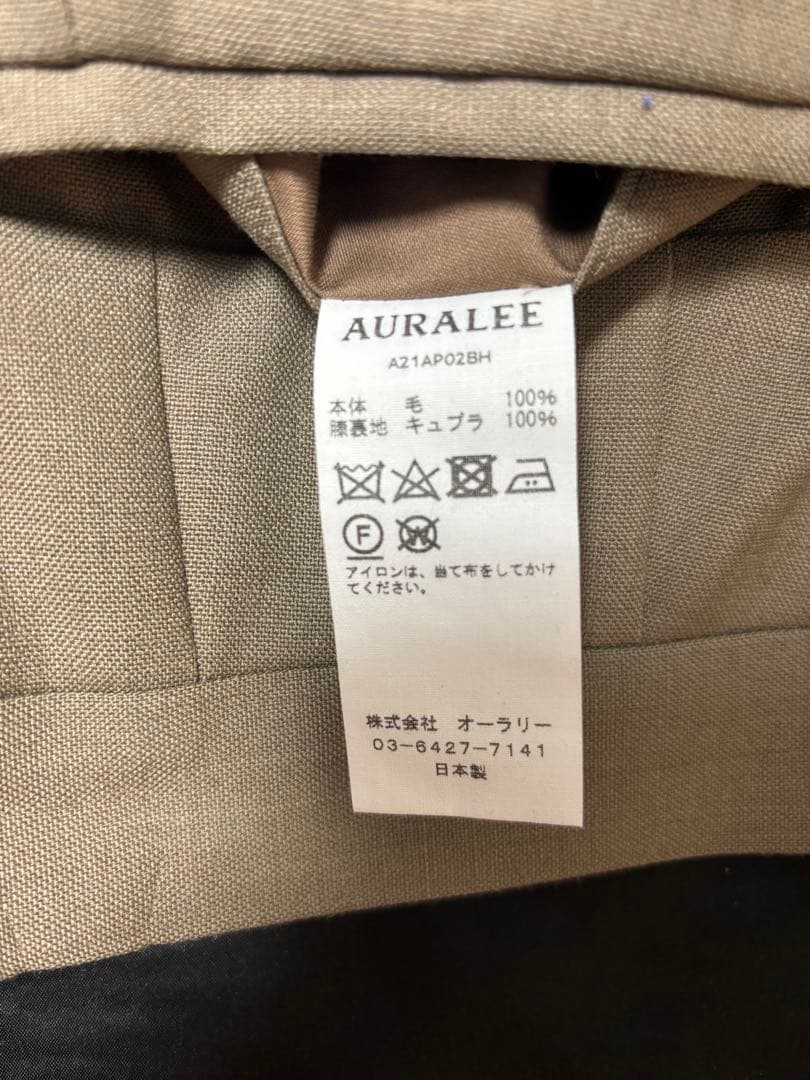 AURALEE
A21AP02BH
本体 毛 100%
膝裏地 キュプラ 100%
F W
アイロンは、当て布をしてかけ
てください。
株式会社 オーラリー
03-6427-7141
日本製